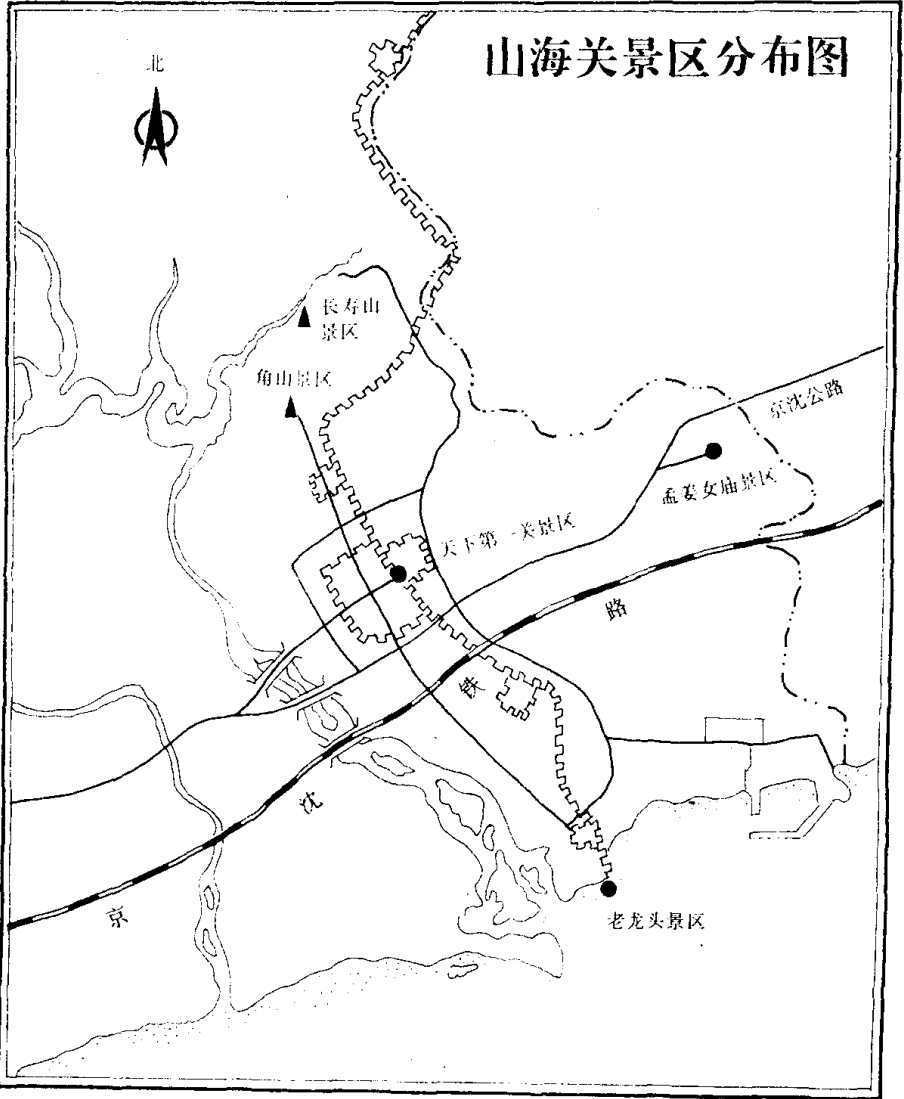 山海关景区分布图
北
长寿山
景区
角山景区
京沈公路
孟姜女庙景区
天下第一关景区
路
铁
沈
京
老龙头景区